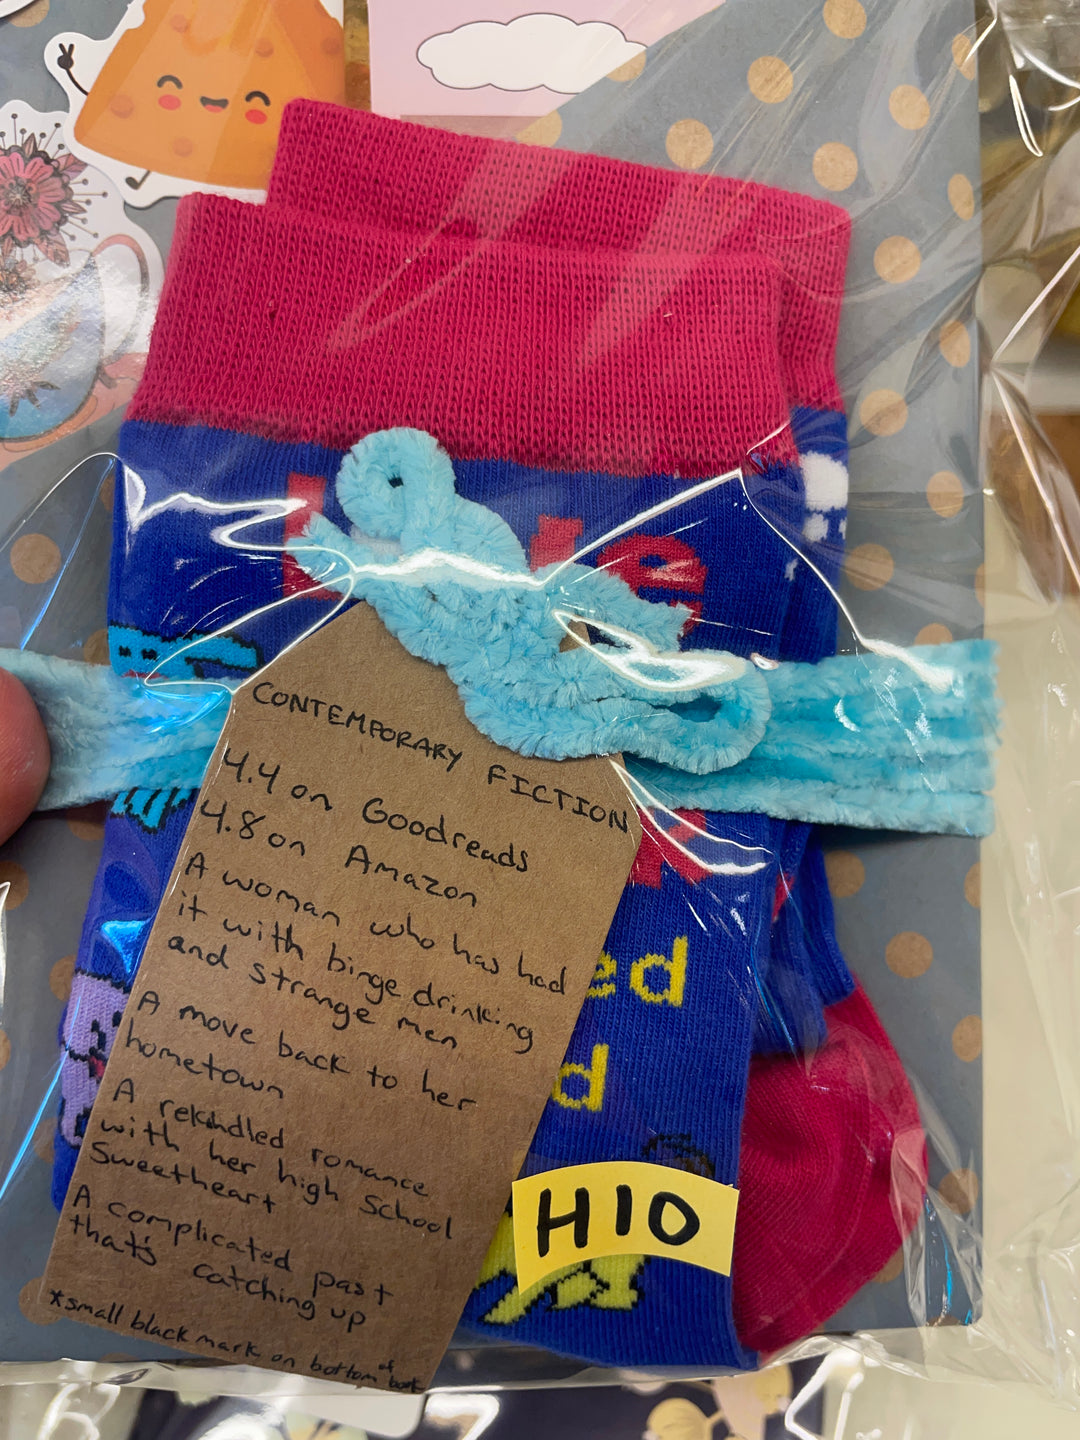 CONTEMPORARY FICTION
4.4 on Goodreads
4.8 on Amazon
A woman who has had
it with binge drinking
and strange men
A move back to her
hometown
A rekindled romance
with her high School
Sweetheart
A complicated past
that's catching up
*small black mark on bottom of book
ed
d
H10